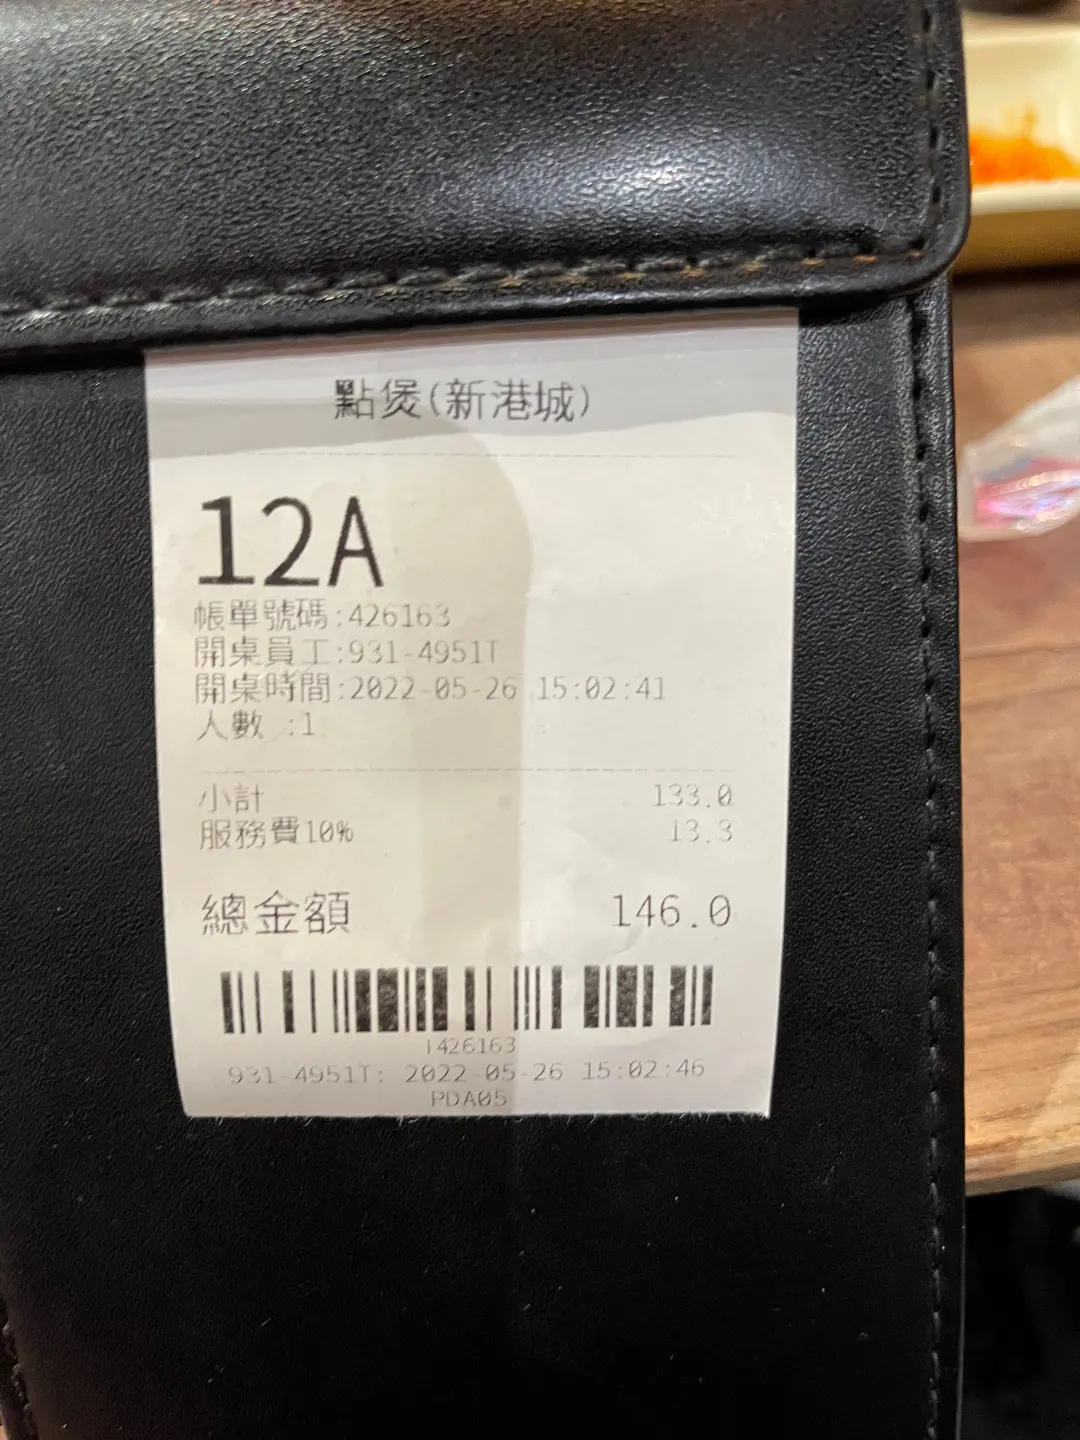 點煲(新港城)
12A
帳單號碼:426163
開桌員工:931-4951T
開桌時間:2022-05-26 15:02:41
人數 :1
小計 133.0
服務費10% 13.3
總金額 146.0
I426163
931-4951T: 2022-05-26 15:02:46
PDA05